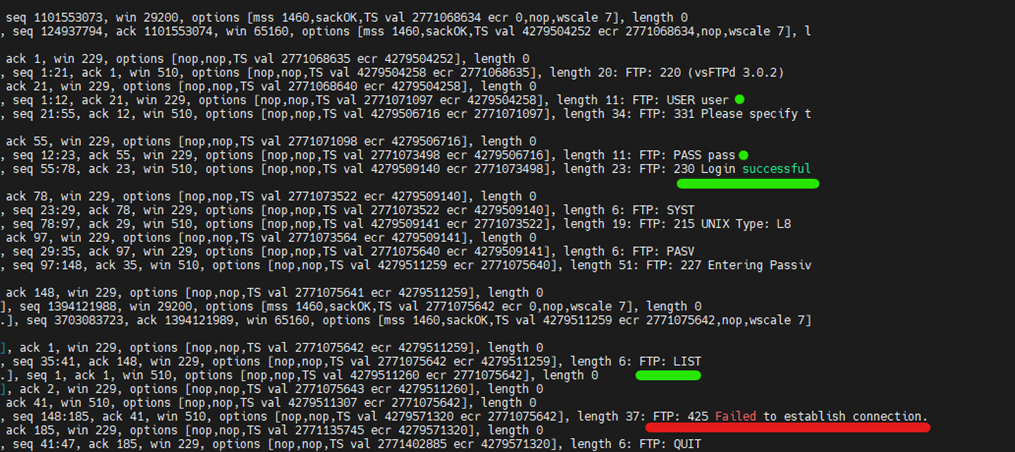 seq 1101553073, win 29200, options [mss 1460,sackOK,TS val 2771068634 ecr 0,nop,wscale 7], length 0
, seq 124937794, ack 1101553074, win 65160, options [mss 1460,sackOK,TS val 4279504252 ecr 2771068634,nop,wscale 7], l
ack 1, win 229, options [nop,nop,TS val 2771068635 ecr 4279504252], length 0
, seq 1:21, ack 1, win 510, options [nop,nop,TS val 4279504258 ecr 2771068635], length 20: FTP: 220 (vsFTPd 3.0.2)
ack 21, win 229, options [nop,nop,TS val 2771068640 ecr 4279504258], length 0
, seq 1:12, ack 21, win 229, options [nop,nop,TS val 2771071097 ecr 4279504258], length 11: FTP: USER user
, seq 21:55, ack 12, win 510, options [nop,nop,TS val 4279506716 ecr 2771071097], length 34: FTP: 331 Please specify t
ack 55, win 229, options [nop,nop,TS val 2771071098 ecr 4279506716], length 0
, seq 12:23, ack 55, win 229, options [nop,nop,TS val 2771073498 ecr 4279506716], length 11: FTP: PASS pass
, seq 55:78, ack 23, win 510, options [nop,nop,TS val 4279509140 ecr 2771073498], length 23: FTP: 230 Login successful
ack 78, win 229, options [nop,nop,TS val 2771073522 ecr 4279509140], length 0
, seq 23:29, ack 78, win 229, options [nop,nop,TS val 2771073522 ecr 4279509140], length 6: FTP: SYST
, seq 78:97, ack 29, win 510, options [nop,nop,TS val 4279509141 ecr 2771073522], length 19: FTP: 215 UNIX Type: L8
ack 97, win 229, options [nop,nop,TS val 2771073564 ecr 4279509141], length 0
, seq 29:35, ack 97, win 229, options [nop,nop,TS val 2771075640 ecr 4279509141], length 6: FTP: PASV
, seq 97:148, ack 35, win 510, options [nop,nop,TS val 4279511259 ecr 2771075640], length 51: FTP: 227 Entering Passiv
ack 148, win 229, options [nop,nop,TS val 2771075641 ecr 4279511259], length 0
], seq 1394121988, win 29200, options [mss 1460,sackOK,TS val 2771075642 ecr 0,nop,wscale 7], length 0
.], seq 3703083723, ack 1394121989, win 65160, options [mss 1460,sackOK,TS val 4279511259 ecr 2771075642,nop,wscale 7]
], ack 1, win 229, options [nop,nop,TS val 2771075642 ecr 4279511259], length 0
, seq 35:41, ack 148, win 229, options [nop,nop,TS val 2771075642 ecr 4279511259], length 6: FTP: LIST
.], seq 1, ack 1, win 510, options [nop,nop,TS val 4279511260 ecr 2771075642], length 0
], ack 2, win 229, options [nop,nop,TS val 2771075643 ecr 4279511260], length 0
ack 41, win 510, options [nop,nop,TS val 4279511307 ecr 2771075642], length 0
, seq 148:185, ack 41, win 510, options [nop,nop,TS val 4279571320 ecr 2771075642], length 37: FTP: 425 Failed to establish connection.
ack 185, win 229, options [nop,nop,TS val 2771135745 ecr 4279571320], length 0
, seq 41:47, ack 185, win 229, options [nop,nop,TS val 2771402885 ecr 4279571320], length 6: FTP: QUIT